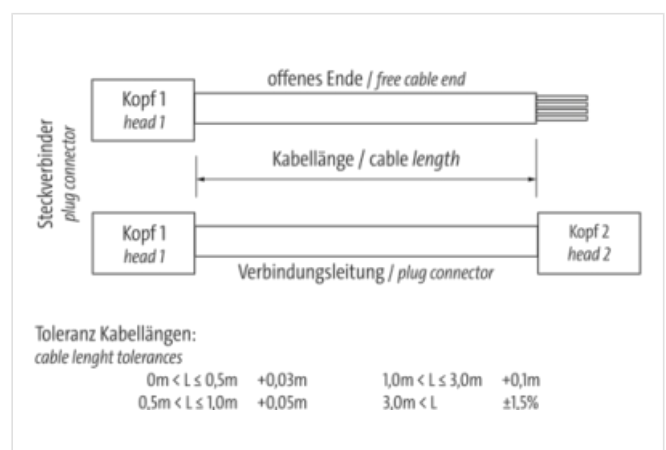 offenes Ende / free cable end
Kopf 1
head 1
Steckverbinder
plug connector
Kabellänge / cable length
Kopf 1
head 1
Kopf 2
head 2
Verbindungsleitung / plug connector
Toleranz Kabellängen:
cable lenght tolerances
0m < L ≤ 0,5m +0,03m 1,0m < L ≤ 3,0m +0,1m
0,5m < L ≤ 1,0m +0,05m 3,0m < L ±1,5%